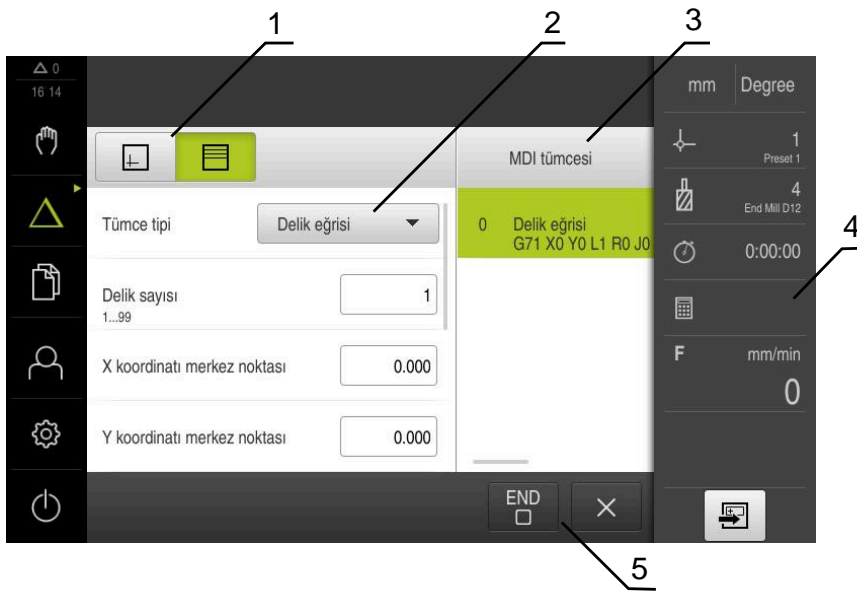 1
2
3
0
16 14
mm Degree
1
Preset 1
MDI tümcesi
4
End Mill D12
Tümce tipi
Delik eğrisi
0 Delik eğrisi
G71 X0 Y0 L1 R0 J0
4
0:00:00
Delik sayısı
1...99
1
F mm/min
0
X koordinatı merkez noktası
0.000
Y koordinatı merkez noktası
0.000
END
5